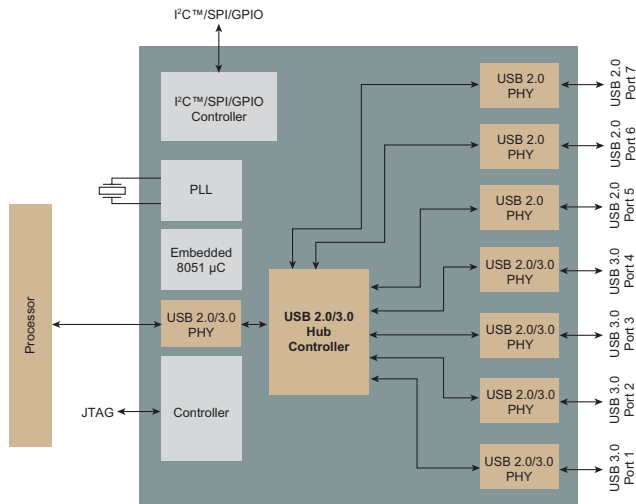 I²C™/SPI/GPIO
I²C™/SPI/GPIO
Controller
PLL
Embedded
8051 µC
USB 2.0/3.0
PHY
Controller
JTAG
Processor
USB 2.0/3.0
Hub
Controller
USB 2.0
PHY
USB 2.0
PHY
USB 2.0
PHY
USB 2.0/3.0
PHY
USB 2.0/3.0
PHY
USB 2.0/3.0
PHY
USB 2.0/3.0
PHY
USB 2.0
Port 7
USB 2.0
Port 6
USB 2.0
Port 5
USB 3.0
Port 4
USB 3.0
Port 3
USB 3.0
Port 2
USB 3.0
Port 1